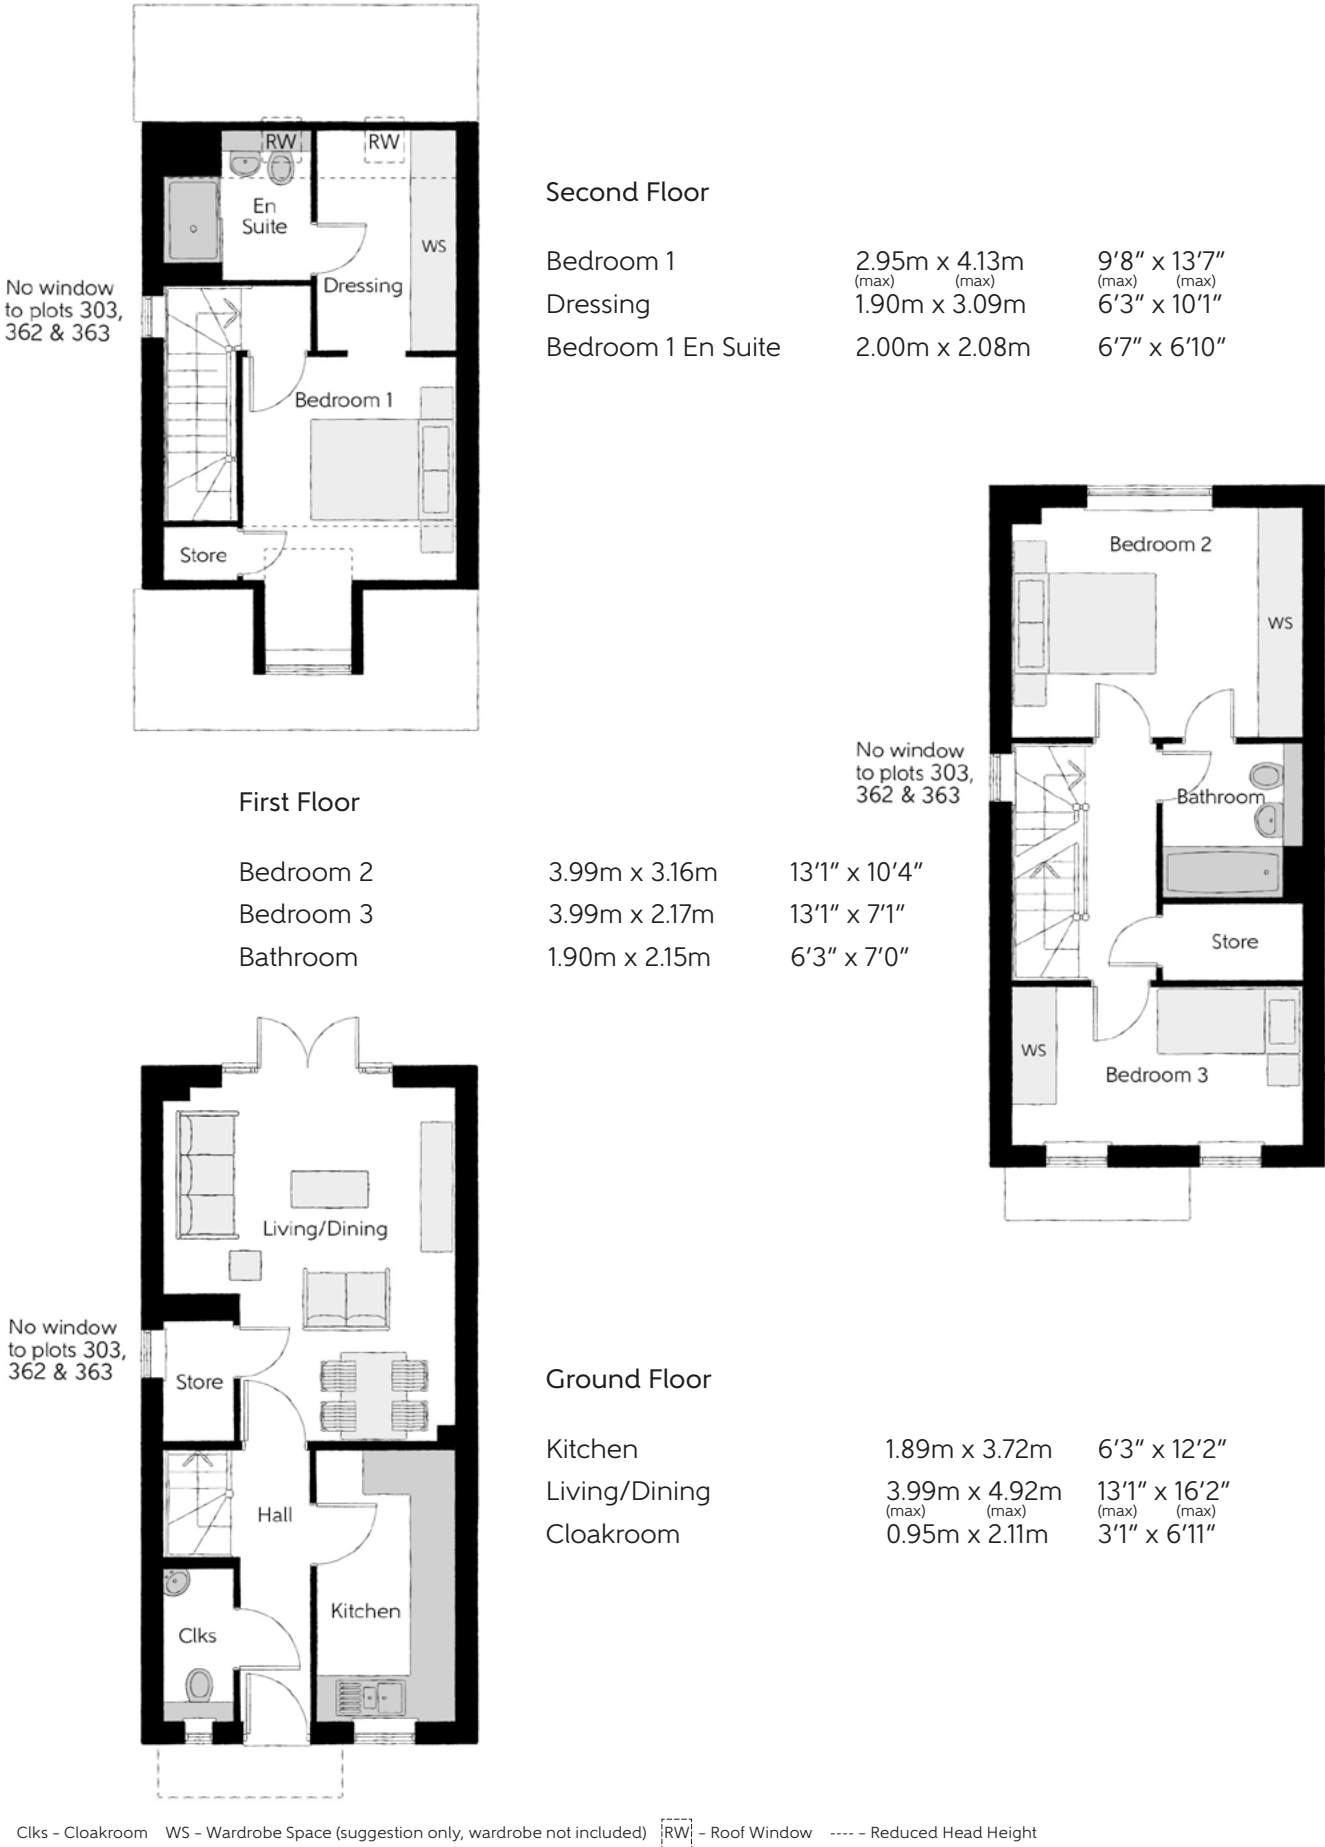 RW
RW
En
Suite
WS
Dressing
No window
to plots 303,
362 & 363
Bedroom 1
Store
Second Floor
Bedroom 1 2.95m x 4.13m 9'8" x 13'7"
(max) (max) (max) (max)
Dressing 1.90m x 3.09m 6'3" x 10'1"
Bedroom 1 En Suite 2.00m x 2.08m 6'7" x 6'10"
Bedroom 2
WS
No window
to plots 303,
362 & 363
Bathroom
Store
WS
Bedroom 3
First Floor
Bedroom 2 3.99m x 3.16m 13'1" x 10'4"
Bedroom 3 3.99m x 2.17m 13'1" x 7'1"
Bathroom 1.90m x 2.15m 6'3" x 7'0"
Living/Dining
No window
to plots 303,
362 & 363
Store
Hall
Kitchen
Clks
Ground Floor
Kitchen 1.89m x 3.72m 6'3" x 12'2"
Living/Dining 3.99m x 4.92m 13'1" x 16'2"
(max) (max) (max) (max)
Cloakroom 0.95m x 2.11m 3'1" x 6'11"
Clks – Cloakroom WS – Wardrobe Space (suggestion only, wardrobe not included) RW – Roof Window ---- – Reduced Head Height